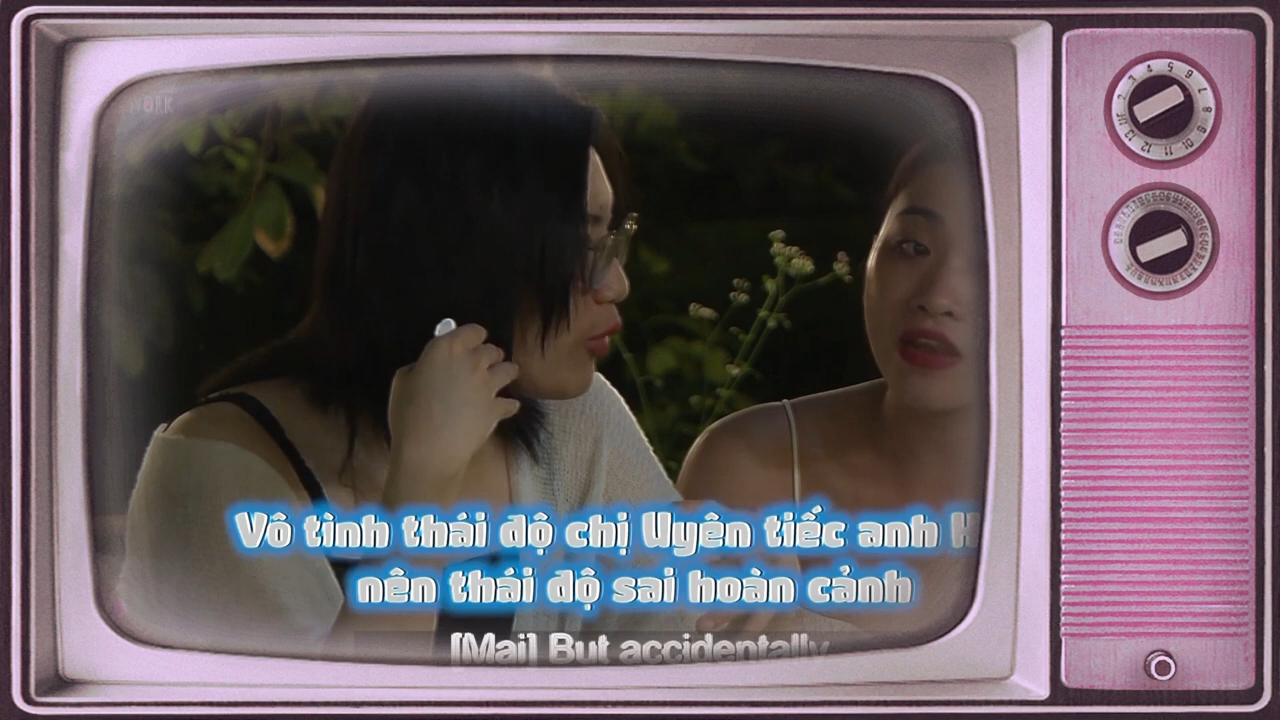 Vô tình thái độ chị Uyên tiếc anh H
nên thái độ sai hoàn cảnh
[Mai] But accidentally